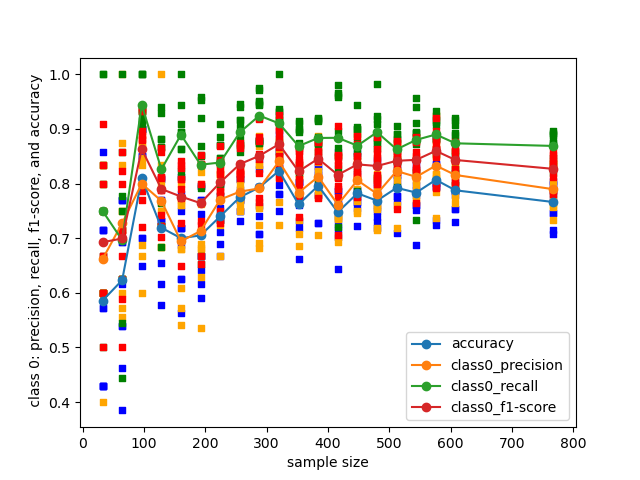 1.0
0.9
0.8
0.7
0.6
0.5
0.4
class 0: precision, recall, f1-score, and accuracy
accuracy
class0_precision
class0_recall
class0_f1-score
0 100 200 300 400 500 600 700 800
sample size